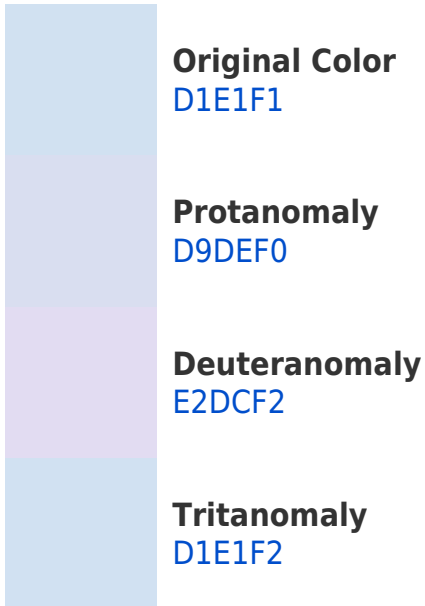 Original Color
D1E1F1
Protanomaly
D9DEF0
Deuteranomaly
E2DCF2
Tritanomaly
D1E1F2